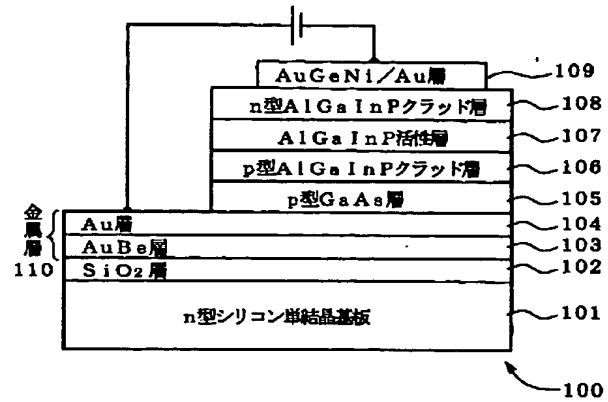 AuGeNi／Au層
109
n型AlGaInPクラッド層
108
AlGaInP活性層
107
p型AlGaInPクラッド層
106
p型GaAs層
105
金属層
110
Au層
104
AuBe層
103
SiO2層
102
n型シリコン単結晶基板
101
100